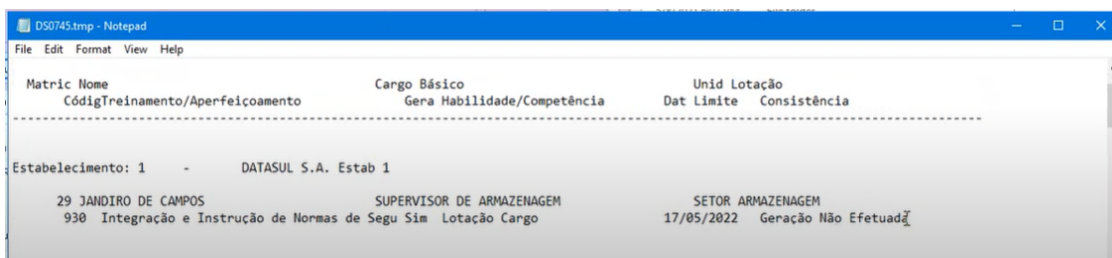 DS0745.tmp - Notepad
File Edit Format View Help
Matric Nome Cargo Básico Unid Lotação
CódigTreinamento/Aperfeiçoamento Gera Habilidade/Competência Dat Limite Consistência
Estabelecimento: 1 - DATASUL S.A. Estab 1
29 JANDIRO DE CAMPOS SUPERVISOR DE ARMAZENAGEM SETOR ARMAZENAGEM
930 Integração e Instrução de Normas de Segu Sim Lotação Cargo 17/05/2022 Geração Não Efetuada